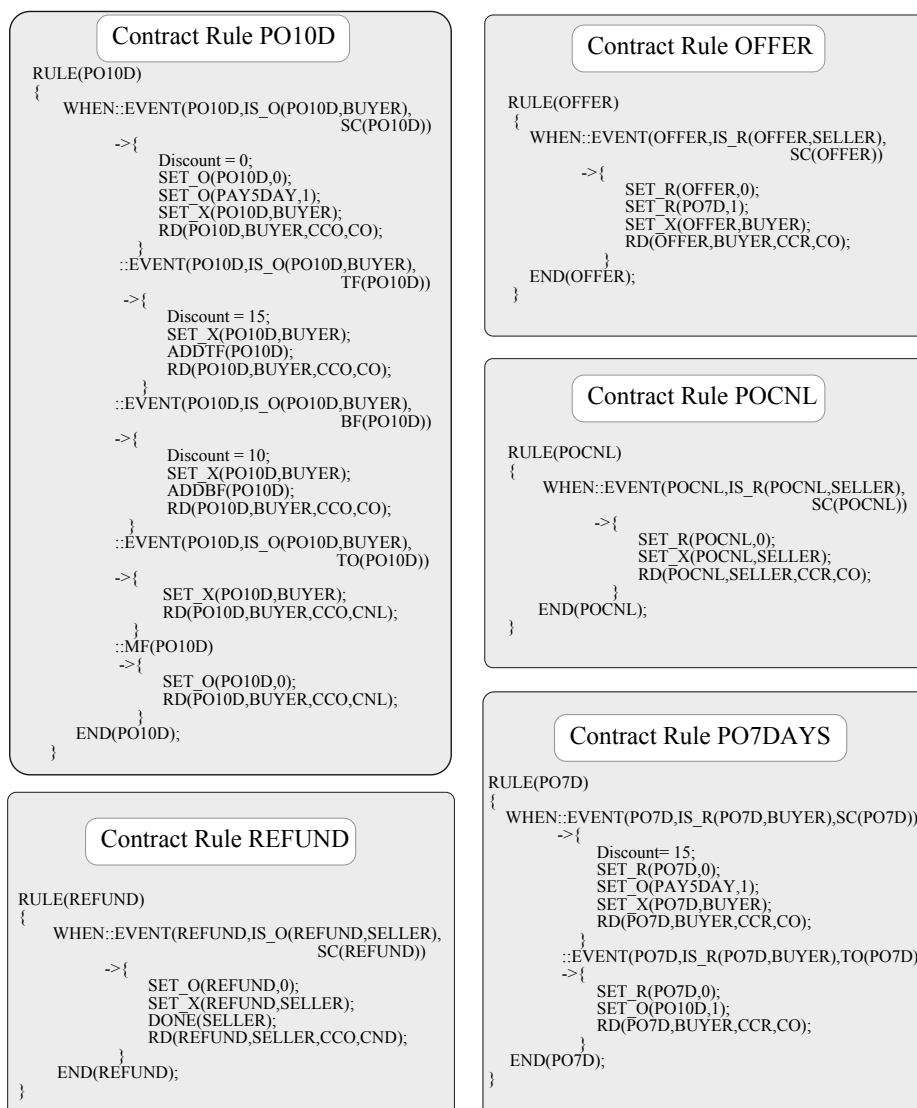 Contract Rule PO10D
RULE(PO10D)
{
WHEN::EVENT(PO10D,IS_O(PO10D,BUYER),
SC(PO10D))
->{
Discount = 0;
SET_O(PO10D,0);
SET_O(PAY5DAY,1);
SET_X(PO10D,BUYER);
RD(PO10D,BUYER,CCO,CO);
}
::EVENT(PO10D,IS_O(PO10D,BUYER),
TF(PO10D))
->{
Discount = 15;
SET_X(PO10D,BUYER);
ADDTF(PO10D);
RD(PO10D,BUYER,CCO,CO);
}
::EVENT(PO10D,IS_O(PO10D,BUYER),
BF(PO10D))
->{
Discount = 10;
SET_X(PO10D,BUYER);
ADDBF(PO10D);
RD(PO10D,BUYER,CCO,CO);
}
::EVENT(PO10D,IS_O(PO10D,BUYER),
TO(PO10D))
->{
SET_X(PO10D,BUYER);
RD(PO10D,BUYER,CCO,CNL);
}
::MF(PO10D)
->{
SET_O(PO10D,0);
RD(PO10D,BUYER,CCO,CNL);
}
END(PO10D);
}
Contract Rule REFUND
RULE(REFUND)
{
WHEN::EVENT(REFUND,IS_O(REFUND,SELLER),
SC(REFUND))
->{
SET_O(REFUND,0);
SET_X(REFUND,SELLER);
DONE(SELLER);
RD(REFUND,SELLER,CCO,CND);
}
END(REFUND);
}
Contract Rule OFFER
RULE(OFFER)
{
WHEN::EVENT(OFFER,IS_R(OFFER,SELLER),
SC(OFFER))
->{
SET_R(OFFER,0);
SET_R(PO7D,1);
SET_X(OFFER,BUYER);
RD(OFFER,BUYER,CCR,CO);
}
END(OFFER);
}
Contract Rule POCNL
RULE(POCNL)
{
WHEN::EVENT(POCNL,IS_R(POCNL,SELLER),
SC(POCNL))
->{
SET_R(POCNL,0);
SET_X(POCNL,SELLER);
RD(POCNL,SELLER,CCR,CO);
}
END(POCNL);
}
Contract Rule PO7DAYS
RULE(PO7D)
{
WHEN::EVENT(PO7D,IS_R(PO7D,BUYER),SC(PO7D))
->{
Discount= 15;
SET_R(PO7D,0);
SET_O(PAY5DAY,1);
SET_X(PO7D,BUYER);
RD(PO7D,BUYER,CCR,CO);
}
::EVENT(PO7D,IS_R(PO7D,BUYER),TO(PO7D)
->{
SET_R(PO7D,0);
SET_O(PO10D,1);
RD(PO7D,BUYER,CCR,CO);
}
END(PO7D);
}